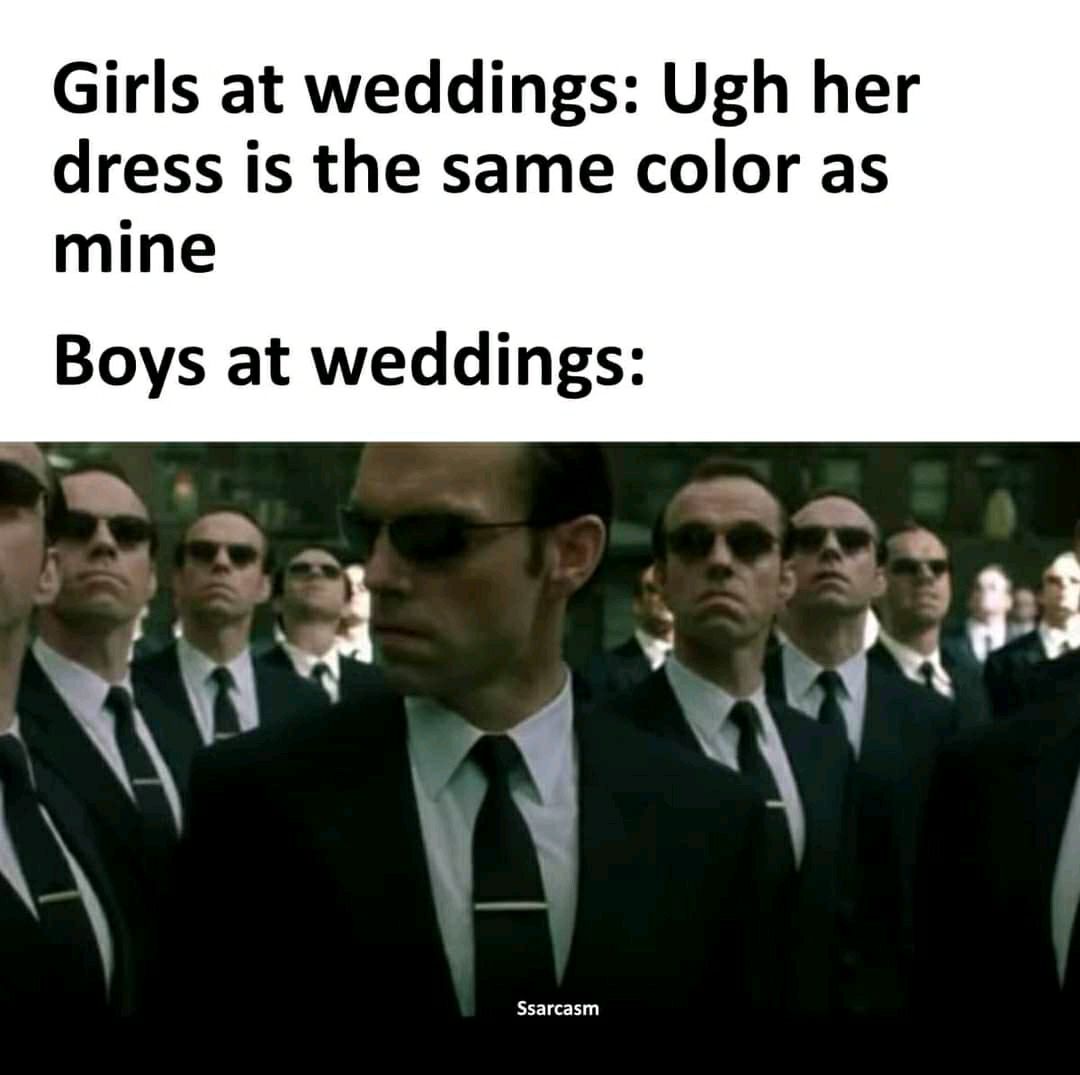 Girls at weddings: Ugh her
dress is the same color as
mine
Boys at weddings:
Ssarcasm